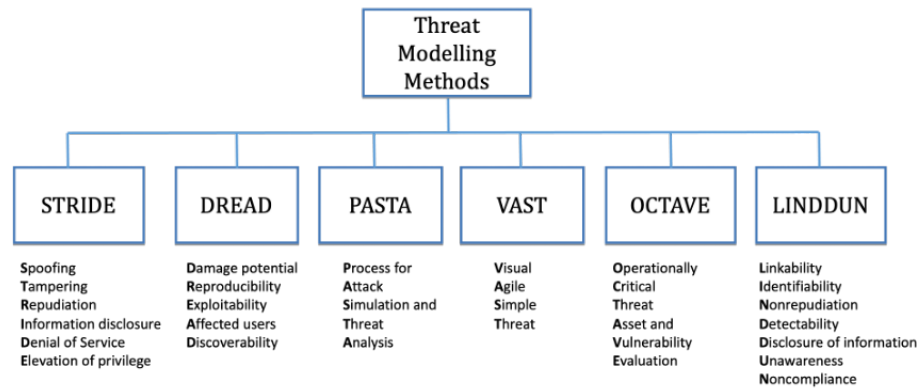 Threat
Modelling
Methods
STRIDE
DREAD
PASTA
VAST
OCTAVE
LINDDUN
Spoofing
Tampering
Repudiation
Information disclosure
Denial of Service
Elevation of privilege
Damage potential
Reproducibility
Exploitability
Affected users
Discoverability
Process for
Attack
Simulation and
Threat
Analysis
Visual
Agile
Simple
Threat
Operationally
Critical
Threat
Asset and
Vulnerability
Evaluation
Linkability
Identifiability
Nonrepudiation
Detectability
Disclosure of information
Unawareness
Noncompliance